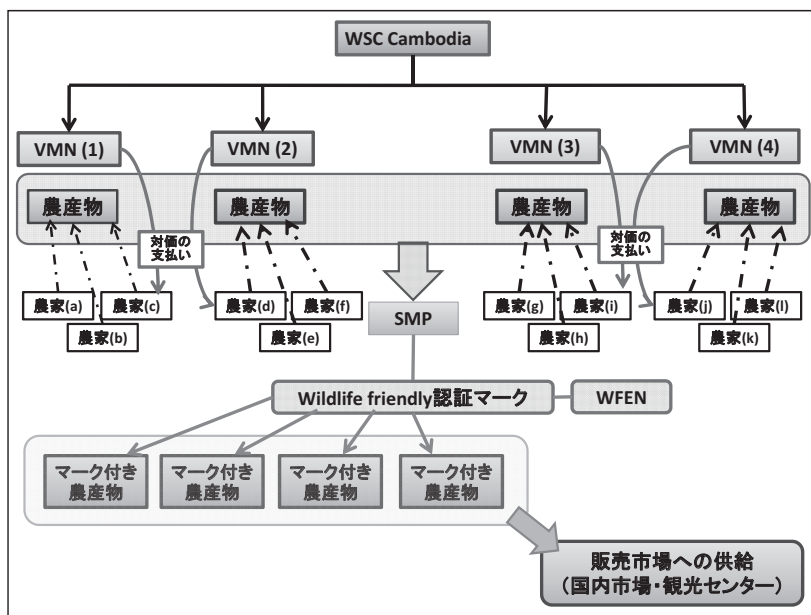 WSC Cambodia
VMN (1)
VMN (2)
VMN (3)
VMN (4)
農産物
農産物
農産物
農産物
対価の
支払い
対価の
支払い
農家(a)
農家(c)
農家(d)
農家(f)
農家(g)
農家(i)
農家(j)
農家(l)
農家(b)
農家(e)
農家(h)
農家(k)
SMP
Wildlife friendly認証マーク
WFEN
マーク付き
農産物
マーク付き
農産物
マーク付き
農産物
マーク付き
農産物
販売市場への供給
(国内市場・観光センター)